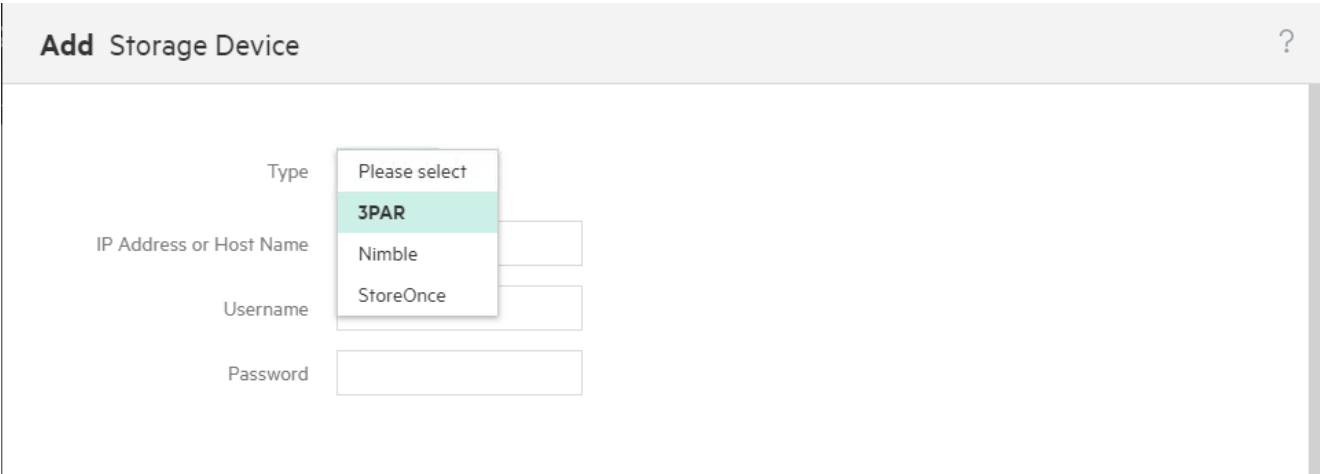 Add Storage Device
?
Type
Please select
3PAR
IP Address or Host Name
Nimble
StoreOnce
Username
Password